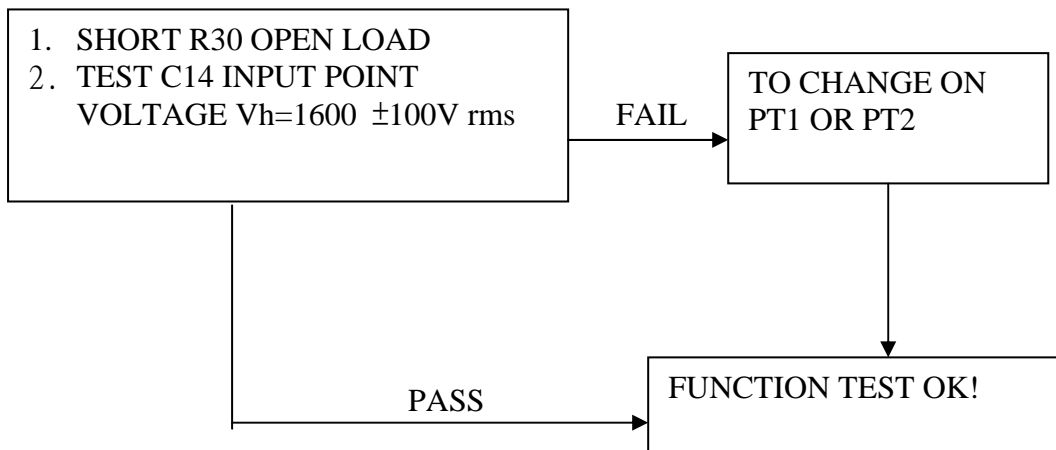 1. SHORT R30 OPEN LOAD
2. TEST C14 INPUT POINT
VOLTAGE Vh=1600 ±100V rms
FAIL
TO CHANGE ON
PT1 OR PT2
PASS
FUNCTION TEST OK!